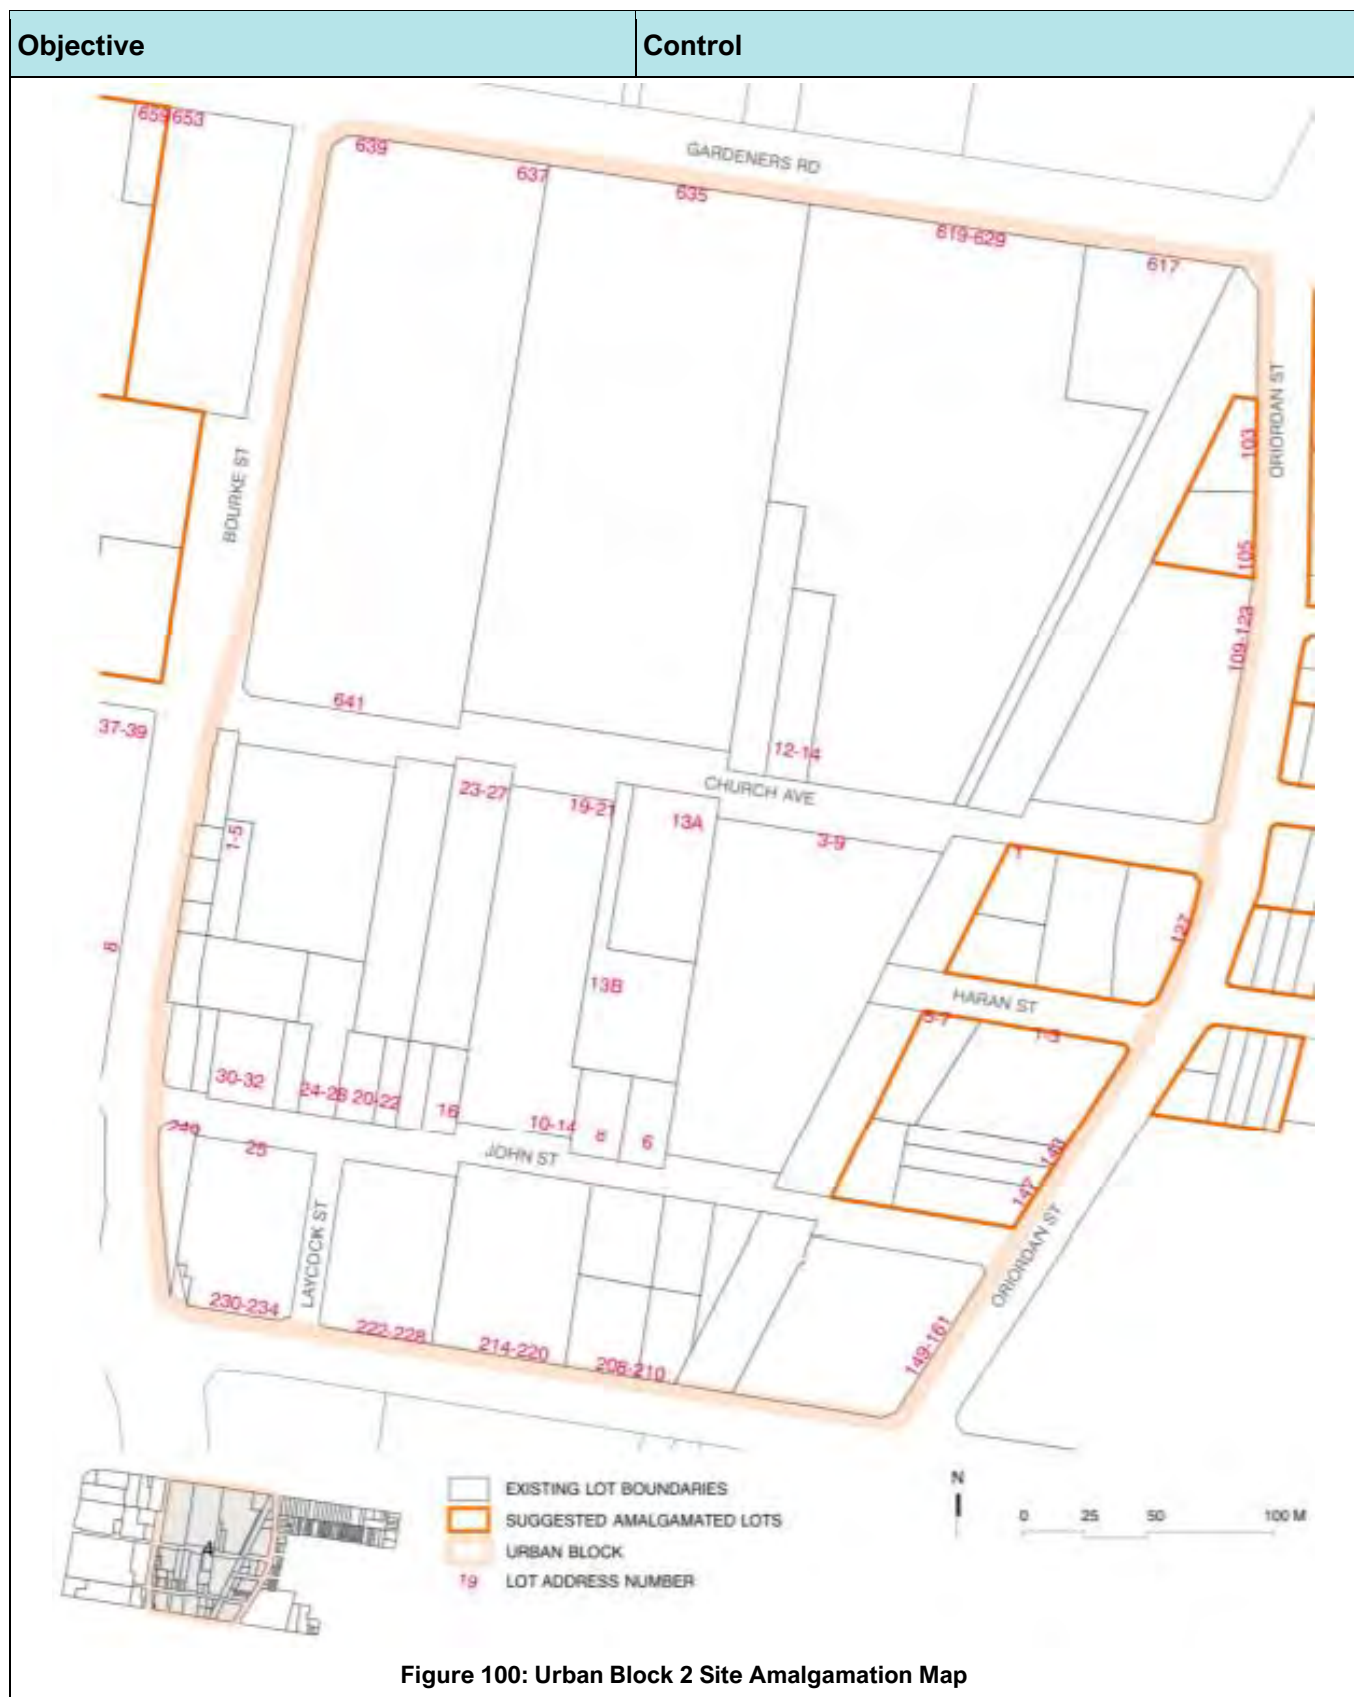 Objective
Control
659 653
639
637
GARDENERS RD
635
619-629
617
ORIORDAN ST
103
105
109-123
BOURKE ST
641
37-39
12-14
CHURCH AVE
23-27
19-21
13A
3-9
1-5
1
127
8
13B
HARAN ST
5-7
1-3
30-32
24-28
20-22
16
10-14
8
6
249
25
JOHN ST
143
147
LAYCOCK ST
ORIORDAN ST
230-234
222-228
214-220
208-210
149-161
4
EXISTING LOT BOUNDARIES
SUGGESTED AMALGAMATED LOTS
URBAN BLOCK
19 LOT ADDRESS NUMBER
N
0 25 50 100 M
Figure 100: Urban Block 2 Site Amalgamation Map